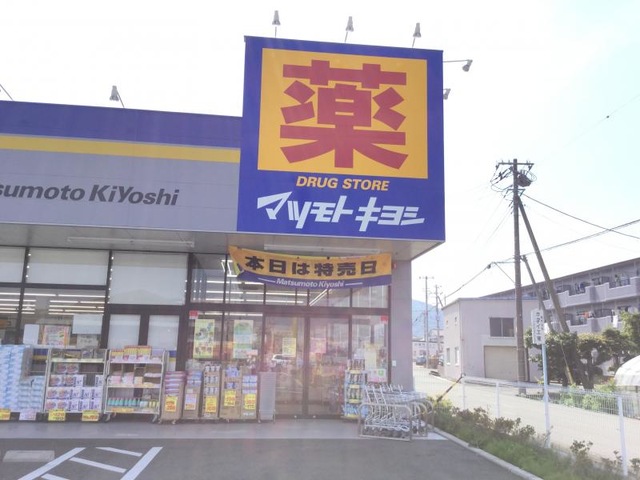 薬
DRUG STORE
マツモトキヨシ
sumoto KiYoshi
本日は特売日
Matsumoto Kiyoshi